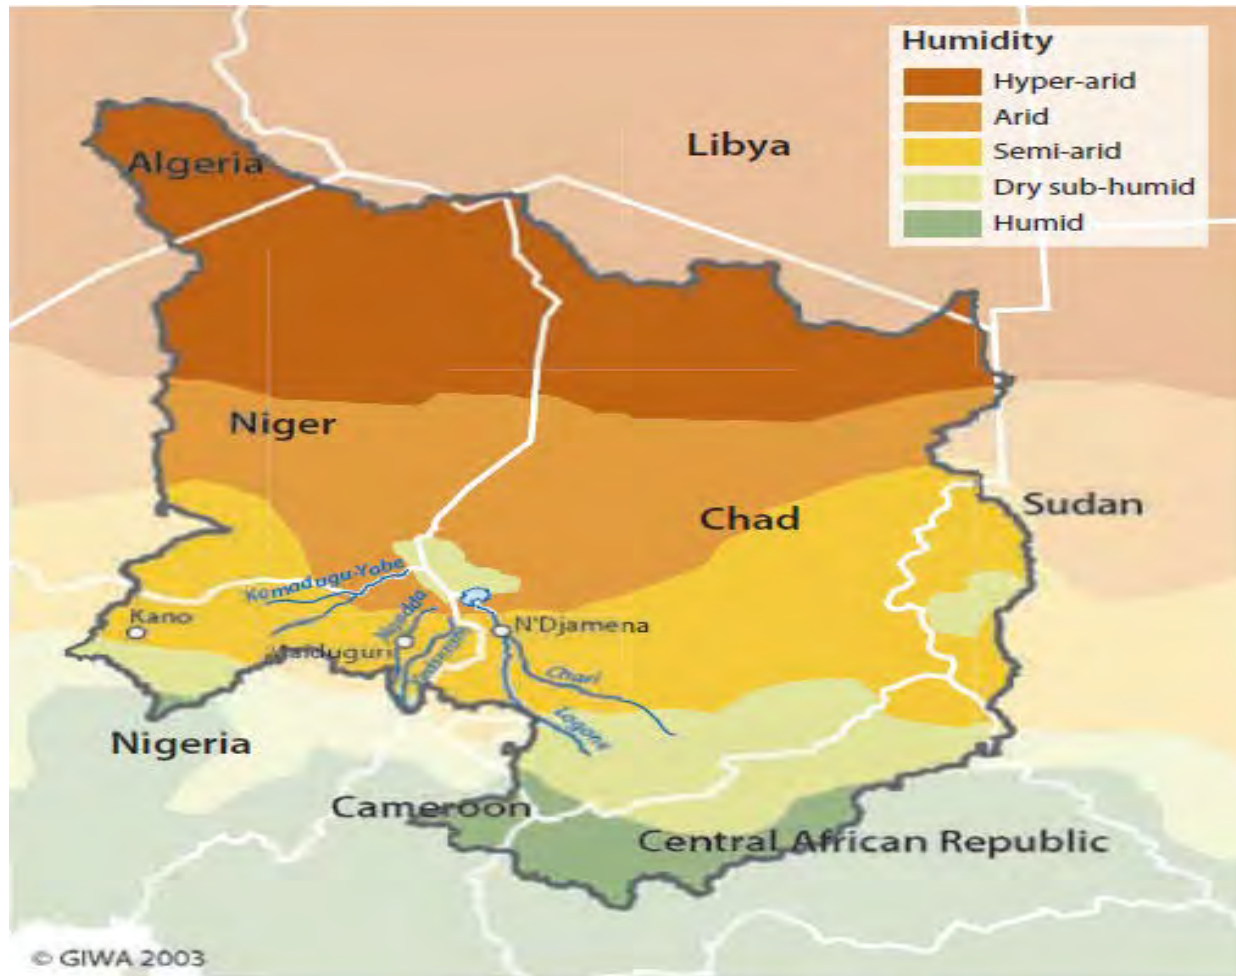 Humidity
Hyper-arid
Arid
Semi-arid
Dry sub-humid
Humid
Algeria
Libya
Niger
Chad
Sudan
Komadugu-Yobe
Kano
N'Djamena
Maiduguri
Chari
Logone
Nigeria
Cameroon
Central African Republic
© GIWA 2003